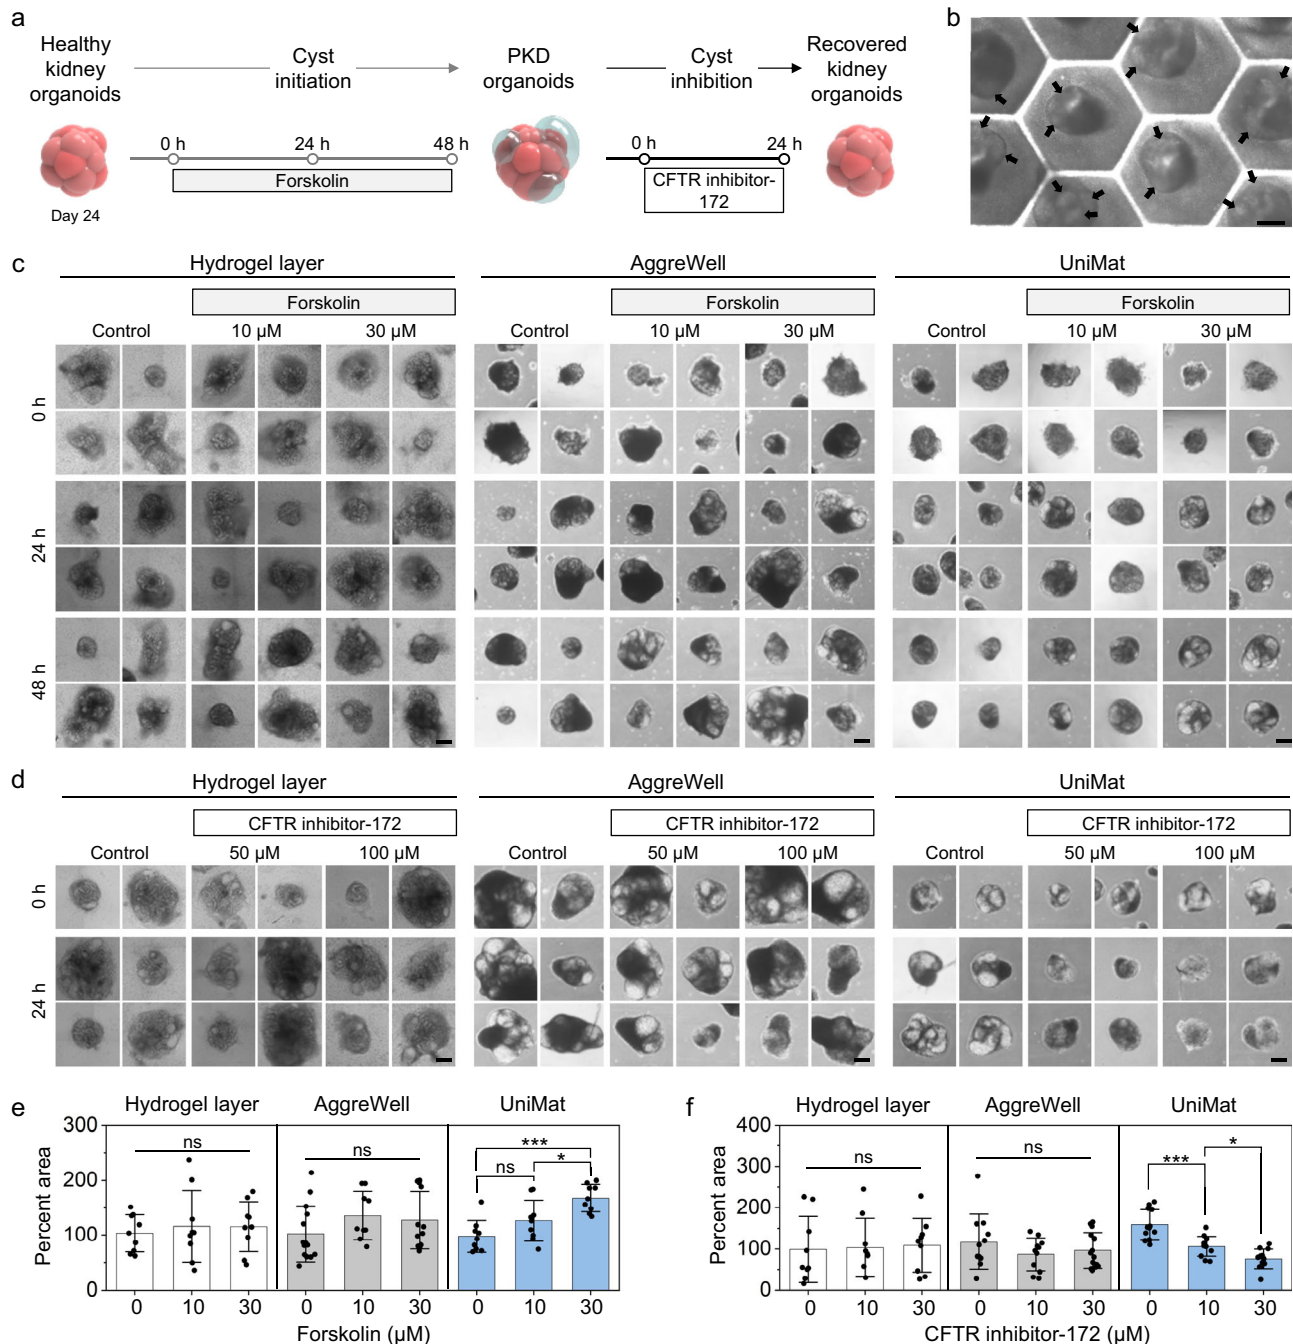 a
Healthy kidney organoids
Cyst initiation
PKD organoids
Cyst inhibition
Recovered kidney organoids
0 h
24 h
48 h
Forskolin
0 h
24 h
CFTR inhibitor-172
Day 24
b
c
Hydrogel layer
AggreWell
UniMat
Forskolin
Forskolin
Forskolin
Control
10 µM
30 µM
Control
10 µM
30 µM
Control
10 µM
30 µM
0 h
24 h
48 h
d
Hydrogel layer
AggreWell
UniMat
CFTR inhibitor-172
CFTR inhibitor-172
CFTR inhibitor-172
Control
50 µM
100 µM
Control
50 µM
100 µM
Control
50 µM
100 µM
0 h
24 h
e
Hydrogel layer
AggreWell
UniMat
Percent area
300
200
100
0
ns
ns
***
ns
*
0
10
30
0
10
30
0
10
30
Forskolin (µM)
f
Hydrogel layer
AggreWell
UniMat
Percent area
400
300
200
100
0
ns
ns
***
*
0
10
30
0
10
30
0
10
30
CFTR inhibitor-172 (µM)